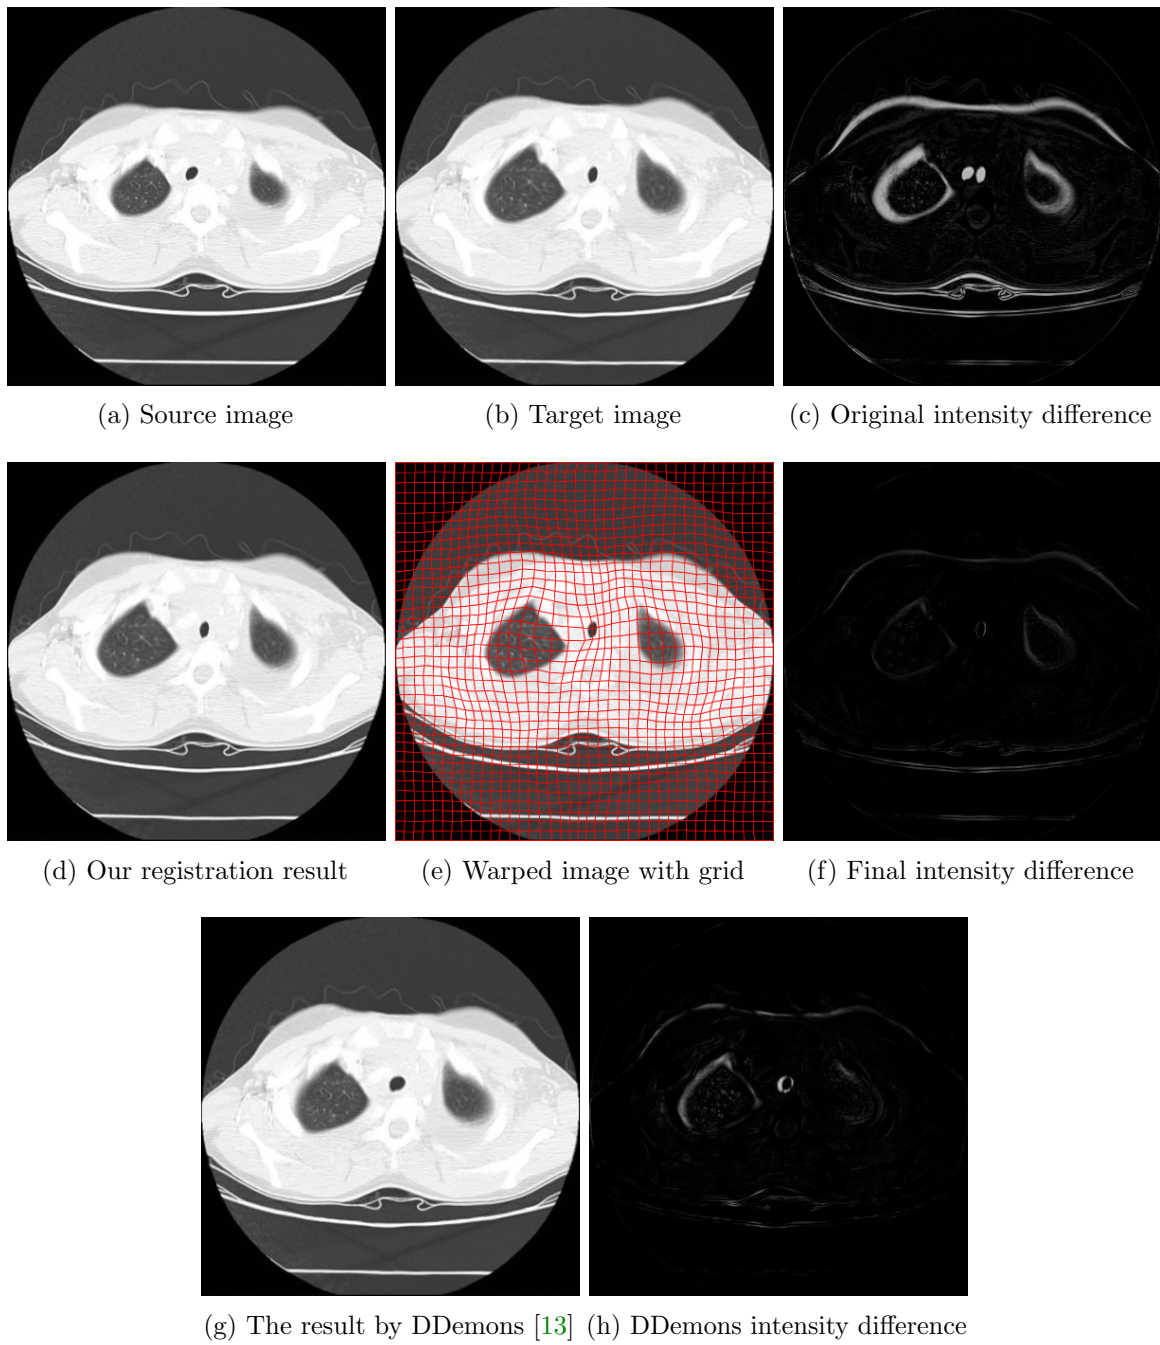 (a) Source image
(b) Target image
(c) Original intensity difference
(d) Our registration result
(e) Warped image with grid
(f) Final intensity difference
(g) The result by DDemons [13]
(h) DDemons intensity difference